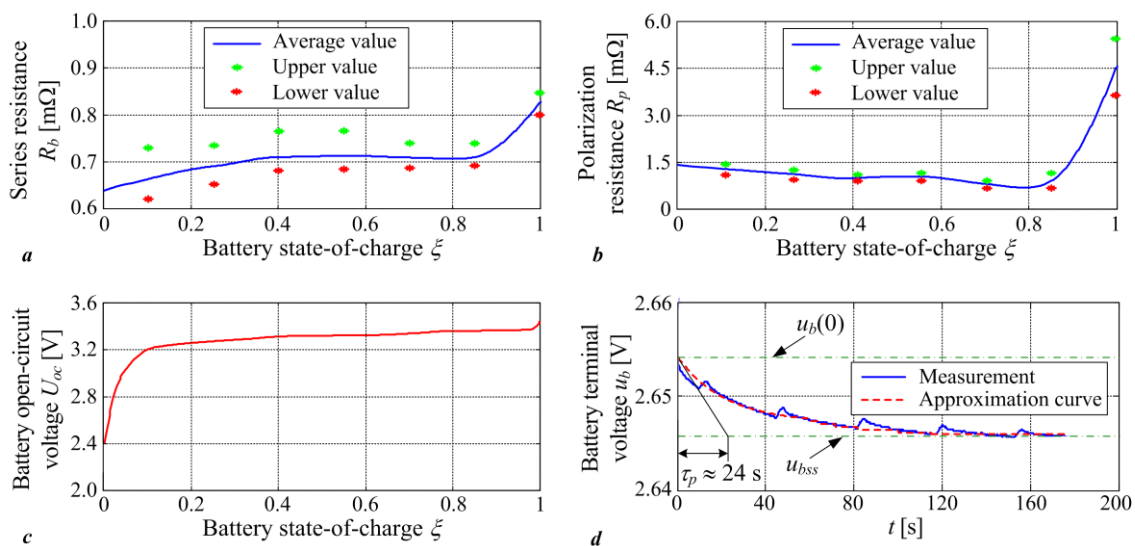 1.0
0.9
0.8
0.7
0.6
0
0.2
0.4
0.6
0.8
1
Series resistance
R_b [mΩ]
Average value
Upper value
Lower value
Battery state-of-charge ξ
a
6.0
4.5
3.0
1.5
0
0
0.2
0.4
0.6
0.8
1
Polarization
resistance R_p [mΩ]
Average value
Upper value
Lower value
Battery state-of-charge ξ
b
3.6
3.2
2.8
2.4
2.0
0
0.2
0.4
0.6
0.8
1
Battery open-circuit
voltage U_oc [V]
Battery state-of-charge ξ
c
2.66
2.65
2.64
0
40
80
120
160
200
Battery terminal
voltage u_b [V]
u_b(0)
Measurement
Approximation curve
τ_p ≈ 24 s
u_bss
t [s]
d